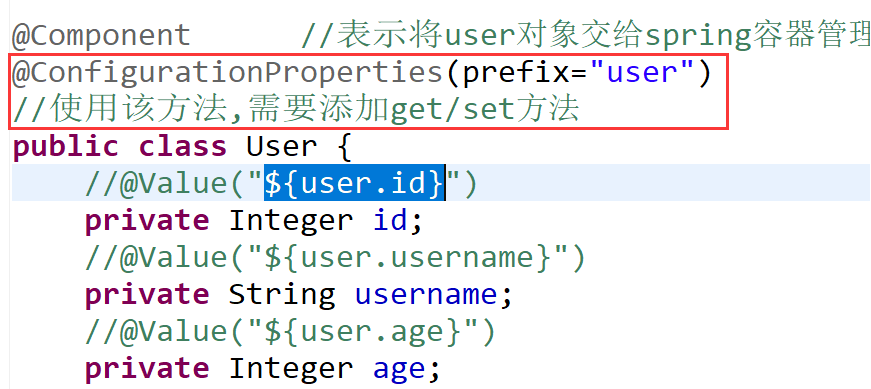 @Component //表示将user对象交给spring容器管理
@ConfigurationProperties(prefix="user")
//使用该方法,需要添加get/set方法
public class User {
//@Value("${user.id}")
private Integer id;
//@Value("${user.username}")
private String username;
//@Value("${user.age}")
private Integer age;